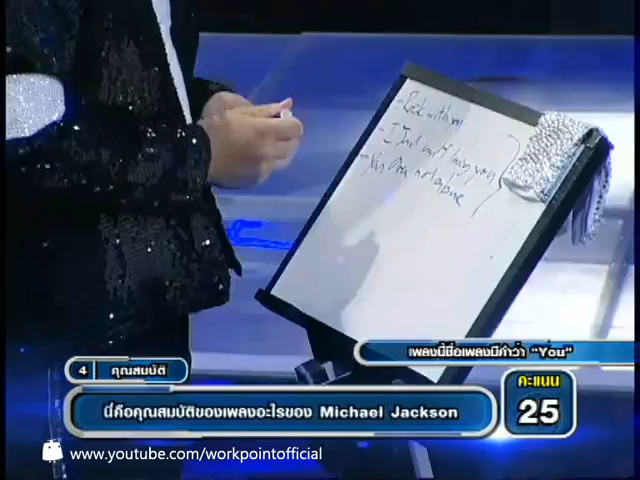 - Rock with you
- I Just can't
- You Are not alone
เพลงนี้ชื่อเพลงมีคำว่า "You"
4 คุณสมบัติ
คะแนน
นี่คือคุณสมบัติของเพลงอะไรของ Michael Jackson
25
www.youtube.com/workpointofficial